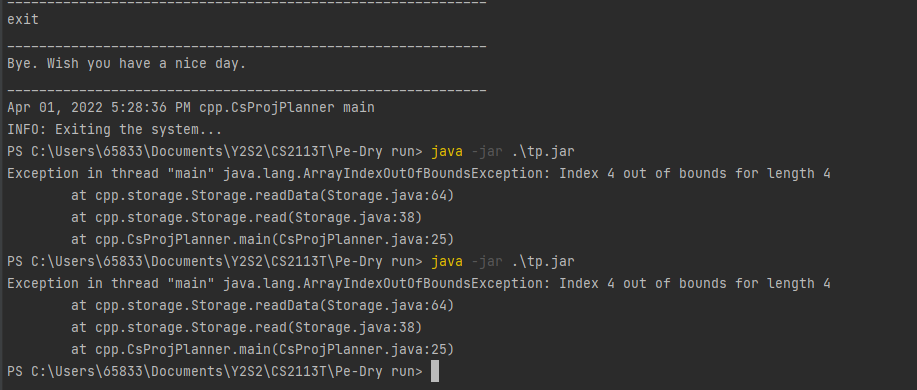 ____________________________________________________________
exit
____________________________________________________________
Bye. Wish you have a nice day.
____________________________________________________________
Apr 01, 2022 5:28:36 PM cpp.CsProjPlanner main
INFO: Exiting the system...
PS C:\Users\65833\Documents\Y2S2\CS2113T\Pe-Dry run> java -jar .\tp.jar
Exception in thread "main" java.lang.ArrayIndexOutOfBoundsException: Index 4 out of bounds for length 4
        at cpp.storage.Storage.readData(Storage.java:64)
        at cpp.storage.Storage.read(Storage.java:38)
        at cpp.CsProjPlanner.main(CsProjPlanner.java:25)
PS C:\Users\65833\Documents\Y2S2\CS2113T\Pe-Dry run> java -jar .\tp.jar
Exception in thread "main" java.lang.ArrayIndexOutOfBoundsException: Index 4 out of bounds for length 4
        at cpp.storage.Storage.readData(Storage.java:64)
        at cpp.storage.Storage.read(Storage.java:38)
        at cpp.CsProjPlanner.main(CsProjPlanner.java:25)
PS C:\Users\65833\Documents\Y2S2\CS2113T\Pe-Dry run>